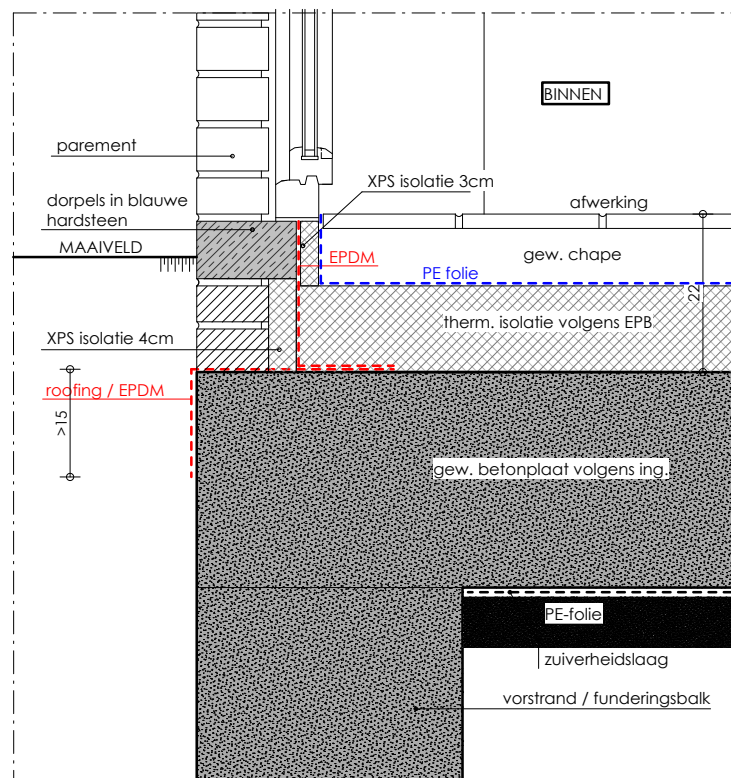 BINNEN
parement
XPS isolatie 3cm
dorpels in blauwe
hardsteen
afwerking
MAAIVELD
EPDM
gew. chape
PE folie
22
therm. isolatie volgens EPB
XPS isolatie 4cm
roofing / EPDM
>15
gew. betonplaat volgens ing.
PE-folie
zuiverheidslaag
vorstrand / funderingsbalk